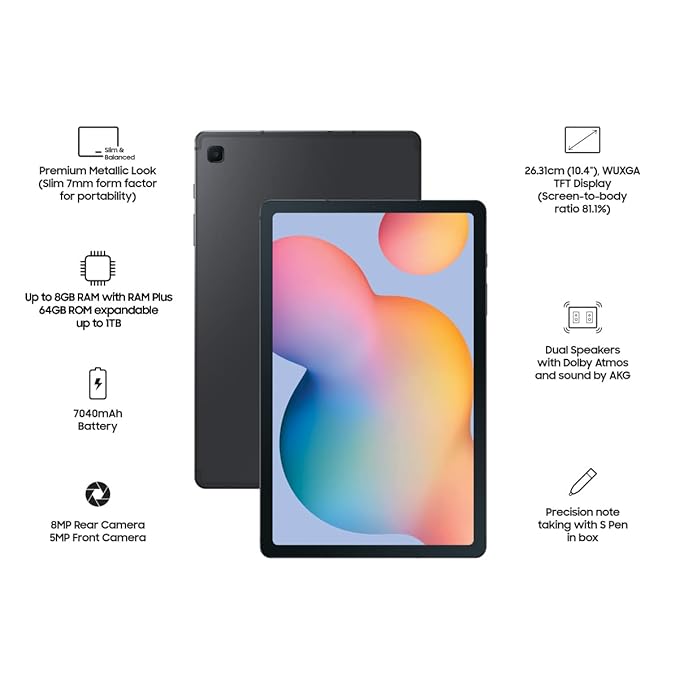 Slim &
Balanced
Premium Metallic Look
(Slim 7mm form factor
for portability)
Up to 8GB RAM with RAM Plus
64GB ROM expandable
up to 1TB
7040mAh
Battery
8MP Rear Camera
5MP Front Camera
26.31cm (10.4"), WUXGA
TFT Display
(Screen-to-body
ratio 81.1%)
Dual Speakers
with Dolby Atmos
and sound by AKG
Precision note
taking with S Pen
in box